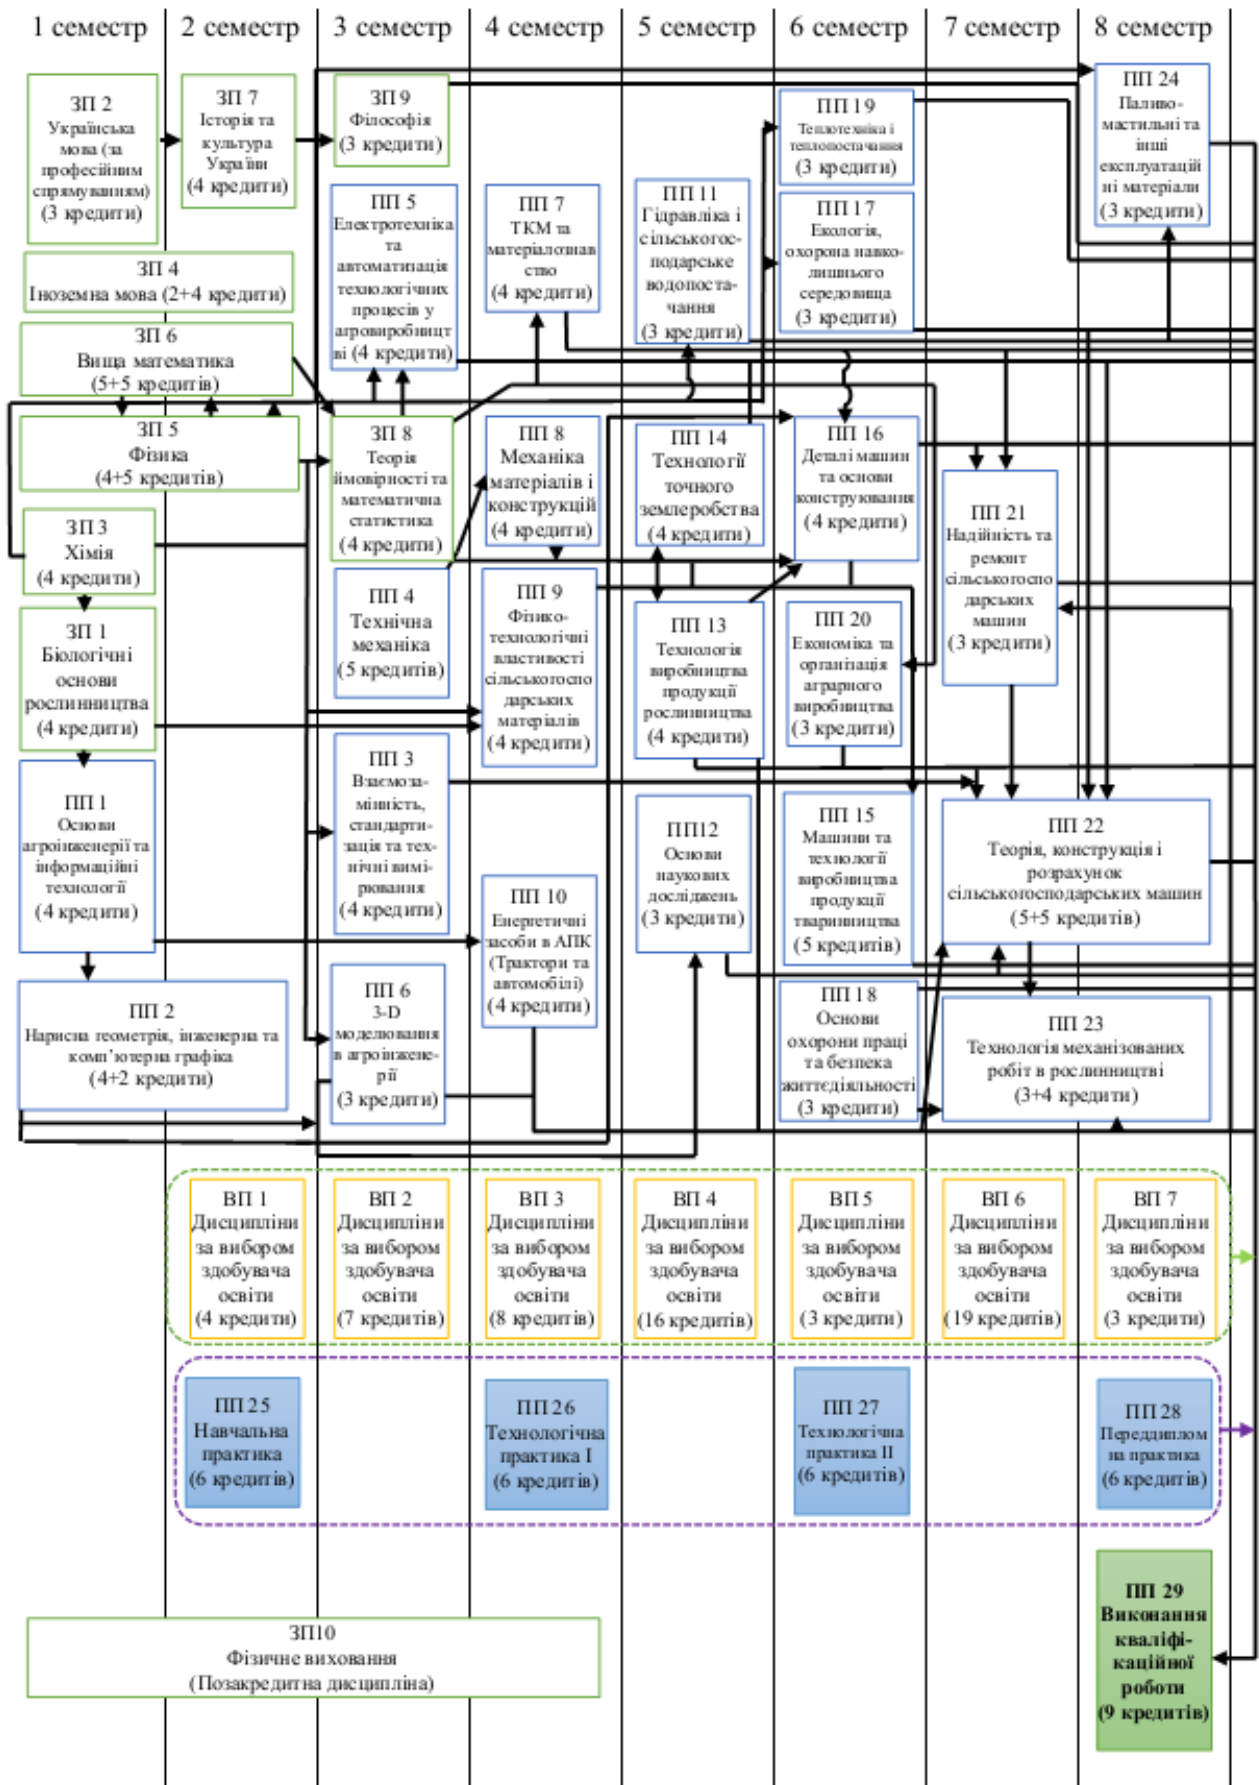 1 семестр
2 семестр
3 семестр
4 семестр
5 семестр
6 семестр
7 семестр
8 семестр
ЗП 2
Українська
мова (за
професійним
спрямуванням)
(3 кредити)
ЗП 7
Історія та
культура
України
(4 кредити)
ЗП 9
Філософія
(3 кредити)
ПП 19
Теплотехніка і
теплопостачання
(3 кредити)
ПП 24
Паливо-
мастильні та
інші
експлуатацій
ні матеріали
(3 кредити)
ЗП 4
Іноземна мова (2+4 кредити)
ПП 5
Електротехніка
та
автоматизація
технологічних
процесів у
агровиробницт
ві (4 кредити)
ПП 7
ТКМ та
матеріалознав
ство
(4 кредити)
ПП 11
Гідравліка і
сільськогос-
подарське
водопоста-
чання
(3 кредити)
ПП 17
Екологія,
охорона навко-
лишнього
середовища
(3 кредити)
ЗП 6
Вища математика
(5+5 кредитів)
ЗП 5
Фізика
(4+5 кредитів)
ЗП 8
Теорія
ймовірності та
математична
статистика
(4 кредити)
ПП 8
Механіка
матеріалів і
конструкцій
(4 кредити)
ПП 14
Технології
точного
землеробства
(4 кредити)
ПП 16
Деталі машин
та основи
конструювання
(4 кредити)
ПП 21
Надійність та
ремонт
сільськогоспо
дарських
машин
(3 кредити)
ЗП 3
Хімія
(4 кредити)
ЗП 1
Біологічні
основи
рослинництва
(4 кредити)
ПП 4
Технічна
механіка
(5 кредитів)
ПП 9
Фізико-
технологічні
властивості
сільськогоспо
дарських
матеріалів
(4 кредити)
ПП 13
Технологія
виробництва
продукції
рослинництва
(4 кредити)
ПП 20
Економіка та
організація
аграрного
виробництва
(3 кредити)
ПП 1
Основи
агроінженерії та
інформаційні
технології
(4 кредити)
ПП 3
Взаємоза-
мінність,
стандарти-
зація та тех-
нічні вимі-
рювання
(4 кредити)
ПП 10
Енергетичні
засоби в АПК
(Трактори та
автомобілі)
(4 кредити)
ПП12
Основи
наукових
досліджень
(3 кредити)
ПП 15
Машини та
технології
виробництва
продукції
тваринництва
(5 кредитів)
ПП 22
Теорія, конструкція і
розрахунок
сільськогосподарських машин
(5+5 кредитів)
ПП 2
Нарисна геометрія, інженерна та
комп’ютерна графіка
(4+2 кредити)
ПП 6
3-D
моделювання
в агроінжене-
рії
(3 кредити)
ПП 18
Основи
охорони праці
та безпека
життєдіяльності
(3 кредити)
ПП 23
Технологія механізованих
робіт в рослинництві
(3+4 кредити)
ВП 1
Дисципліни
за вибором
здобувача
освіти
(4 кредити)
ВП 2
Дисципліни
за вибором
здобувача
освіти
(7 кредитів)
ВП 3
Дисципліни
за вибором
здобувача
освіти
(8 кредитів)
ВП 4
Дисципліни
за вибором
здобувача
освіти
(16 кредитів)
ВП 5
Дисципліни
за вибором
здобувача
освіти
(3 кредити)
ВП 6
Дисципліни
за вибором
здобувача
освіти
(19 кредитів)
ВП 7
Дисципліни
за вибором
здобувача
освіти
(3 кредити)
ПП 25
Навчальна
практика
(6 кредитів)
ПП 26
Технологічна
практика І
(6 кредитів)
ПП 27
Технологічна
практика ІІ
(6 кредитів)
ПП 28
Переддиплом
на практика
(6 кредитів)
ЗП10
Фізичне виховання
(Позакредитна дисципліна)
ПП 29
Виконання
кваліфі-
каційної
роботи
(9 кредитів)